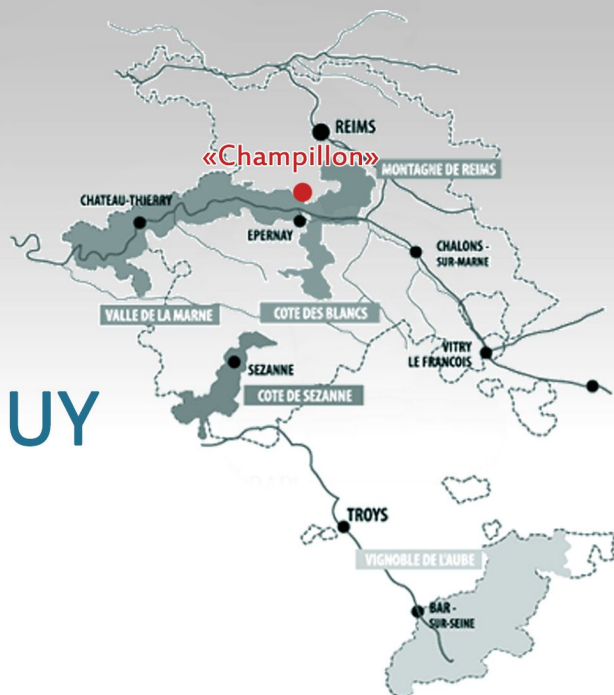 REIMS
«Champillon»
MONTAGNE DE REIMS
CHATEAU-THIERRY
EPERNAY
CHALONS -
SUR-MARNE
VALLE DE LA MARNE
COTE DES BLANCS
VITRY
LE FRANCOIS
SEZANNE
COTE DE SEZANNE
UY
TROYS
VIGNOBLE DE L'AUBE
BAR -
SUR-SEINE